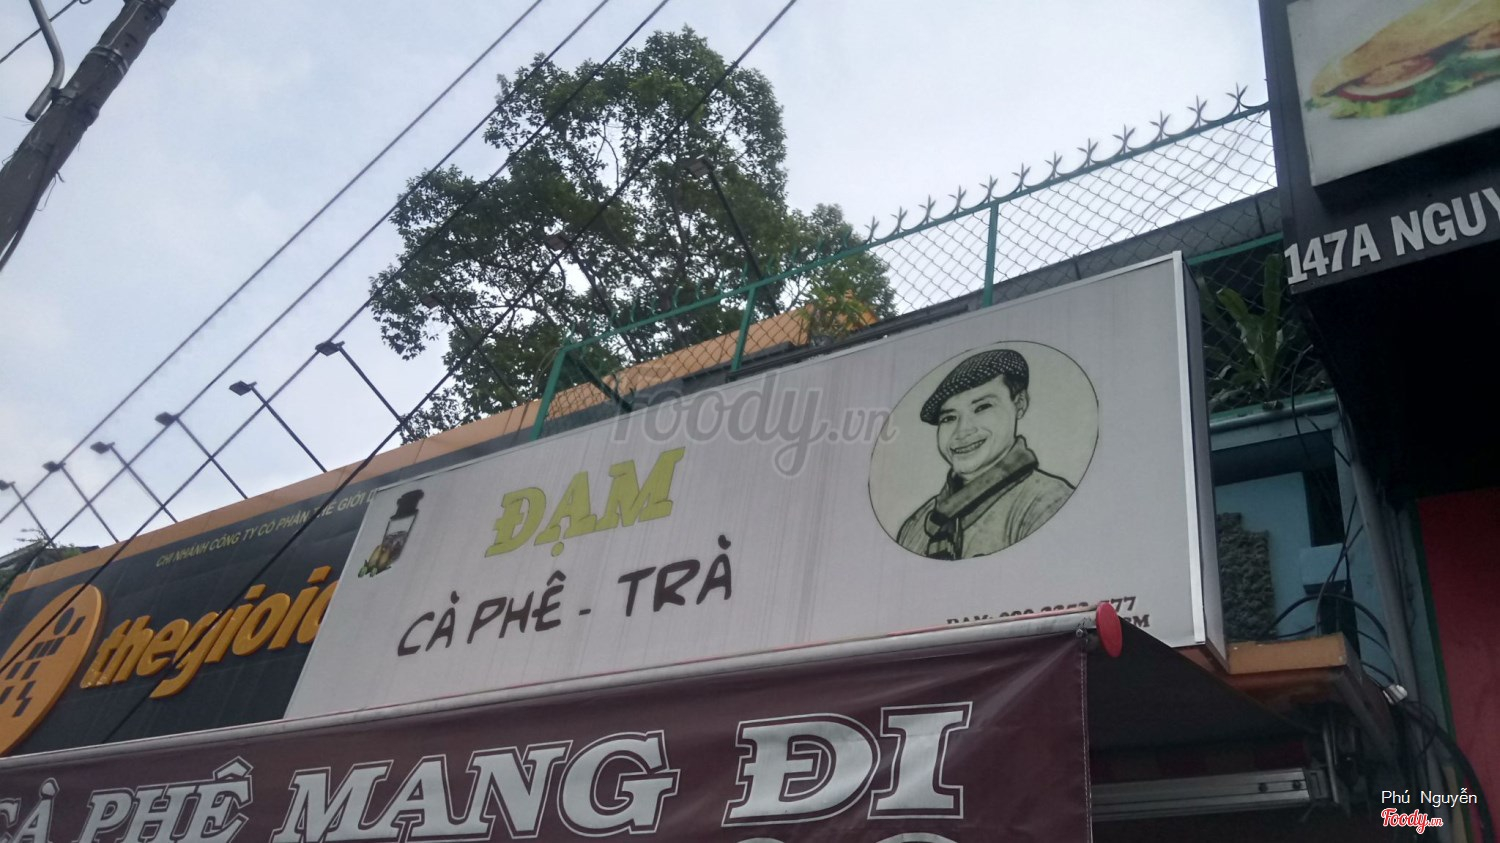 147A NGUY
foody.vn
ĐẠM
CÀ PHÊ - TRÀ
CHI NHÁNH CÔNG TY CỔ PHẦN THẾ GIỚI D
thegioid
CÀ PHÊ MANG ĐI
Phú Nguyễn
Foody.vn